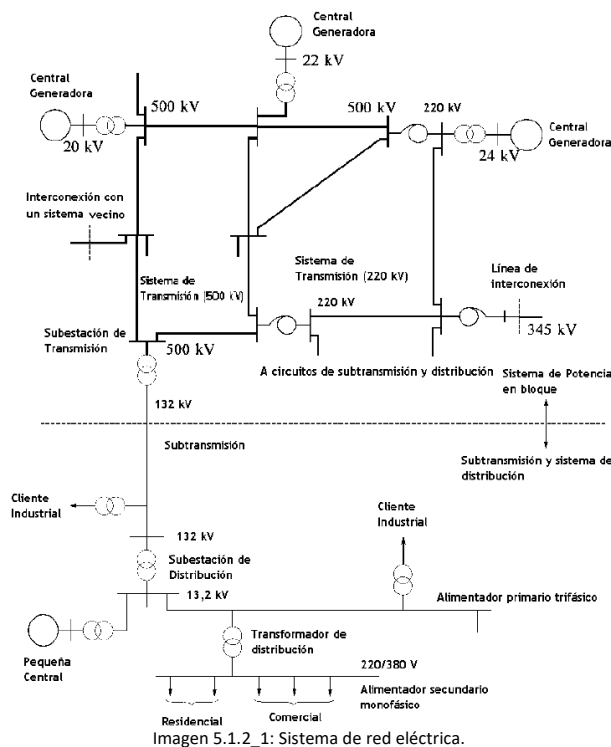 Central
Generadora
22 kV
Central
Generadora
500 kV
20 kV
500 kV
220 kV
24 kV
Central
Generadora
Interconexión con
un sistema vecino
Sistema de
Transmisión (500 kV)
Sistema de
Transmisión (220 kV)
Línea de
interconexión
220 kV
345 kV
Subestación de
Transmisión
500 kV
A circuitos de subtransmisión y distribución
Sistema de Potencia
en bloque
132 kV
Subtransmisión
Subtransmisión y sistema de
distribución
Cliente
Industrial
132 kV
Cliente
Industrial
Subestación de
Distribución
13,2 kV
Alimentador primario trifásico
Pequeña
Central
Transformador de
distribución
220/380 V
Alimentador secundario
monofásico
Residencial
Comercial
Imagen 5.1.2_1: Sistema de red eléctrica.